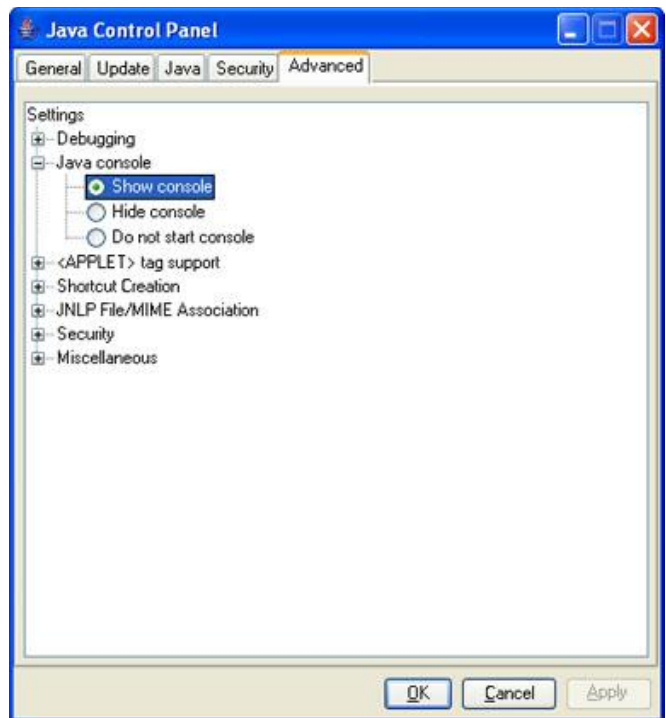 Java Control Panel
General Update Java Security Advanced
Settings
Debugging
Java console
Show console
Hide console
Do not start console
<APPLET> tag support
Shortcut Creation
JNLP File/MIME Association
Security
Miscellaneous
OK Cancel Apply